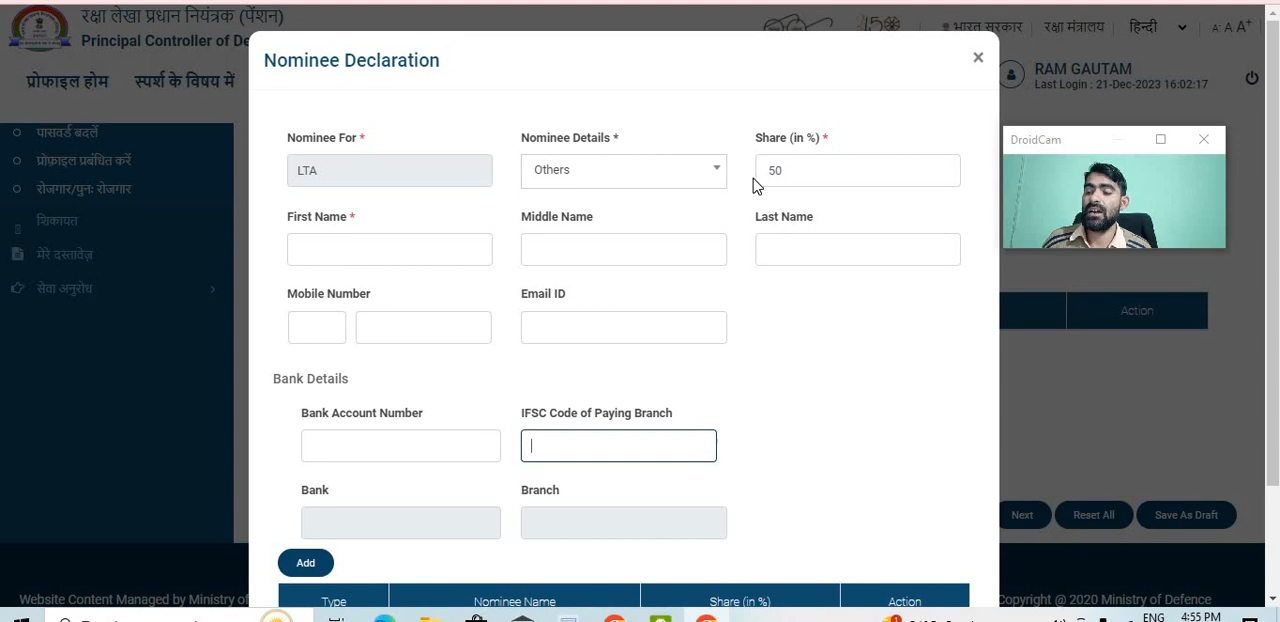 रक्षा लेखा प्रधान नियंत्रक (पेंशन)
Principal Controller of De
भारत सरकार
रक्षा मंत्रालय
हिन्दी
A- A A+
प्रोफाइल होम
स्पर्श के विषय में
RAM GAUTAM
Last Login : 21-Dec-2023 16:02:17
Nominee Declaration
×
पासवर्ड बदलें
प्रोफ़ाइल प्रबंधित करें
रोजगार/पुनः रोजगार
शिकायत
मेरे दस्तावेज़
सेवा अनुरोध
DroidCam
Nominee For *
Nominee Details *
Share (in %) *
LTA
Others
50
First Name *
Middle Name
Last Name
Mobile Number
Email ID
Action
Bank Details
Bank Account Number
IFSC Code of Paying Branch
Bank
Branch
Next
Reset All
Save As Draft
Add
Type
Nominee Name
Share (in %)
Action
Website Content Managed by Ministry of
Copyright @ 2020 Ministry of Defence
ENG
4:55 PM